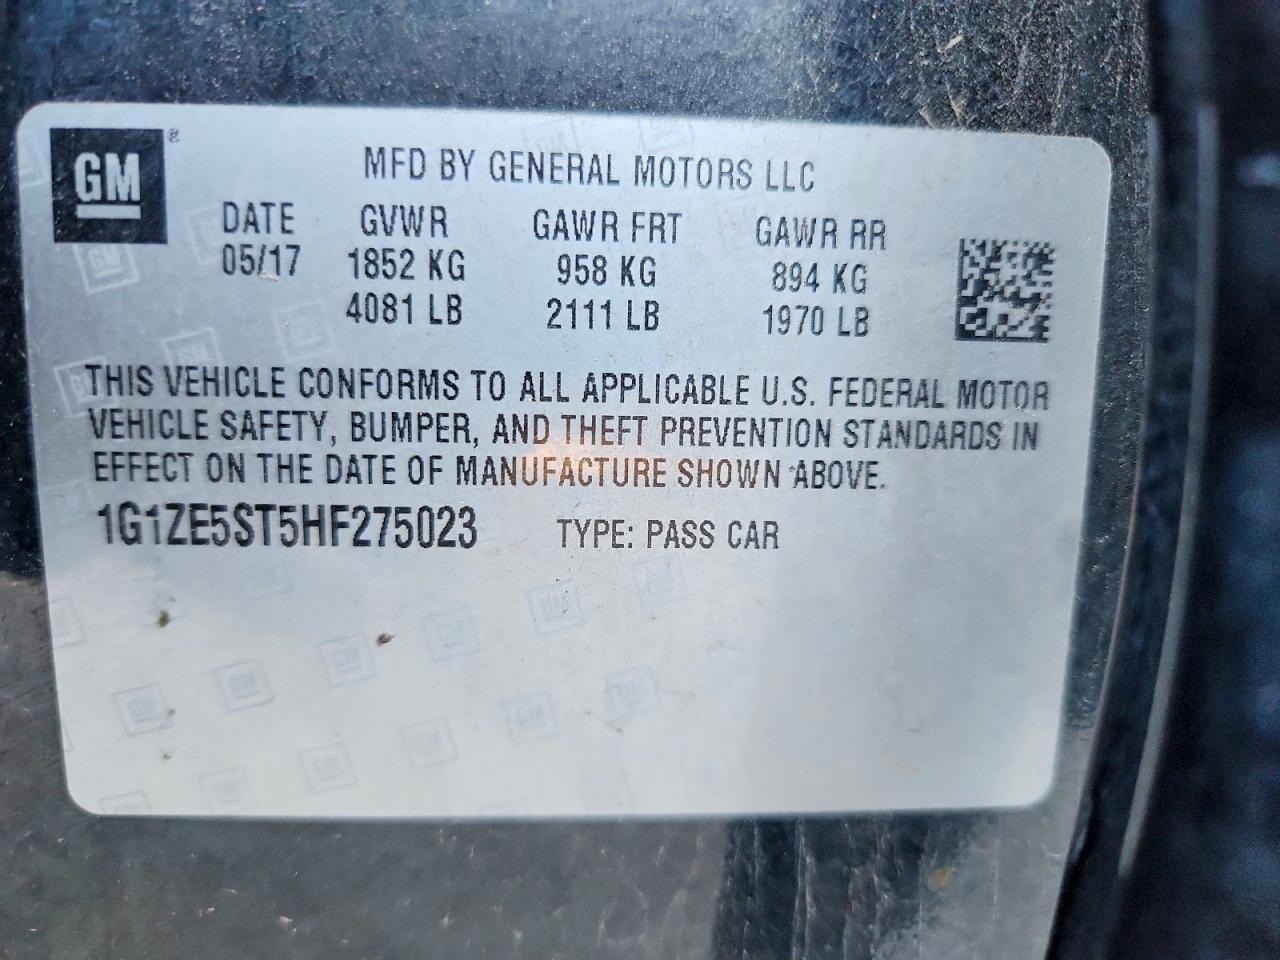 GM®
MFD BY GENERAL MOTORS LLC
DATE GVWR GAWR FRT GAWR RR
05/17 1852 KG 958 KG 894 KG
4081 LB 2111 LB 1970 LB
THIS VEHICLE CONFORMS TO ALL APPLICABLE U.S. FEDERAL MOTOR
VEHICLE SAFETY, BUMPER, AND THEFT PREVENTION STANDARDS IN
EFFECT ON THE DATE OF MANUFACTURE SHOWN ABOVE.
1G1ZE5ST5HF275023 TYPE: PASS CAR